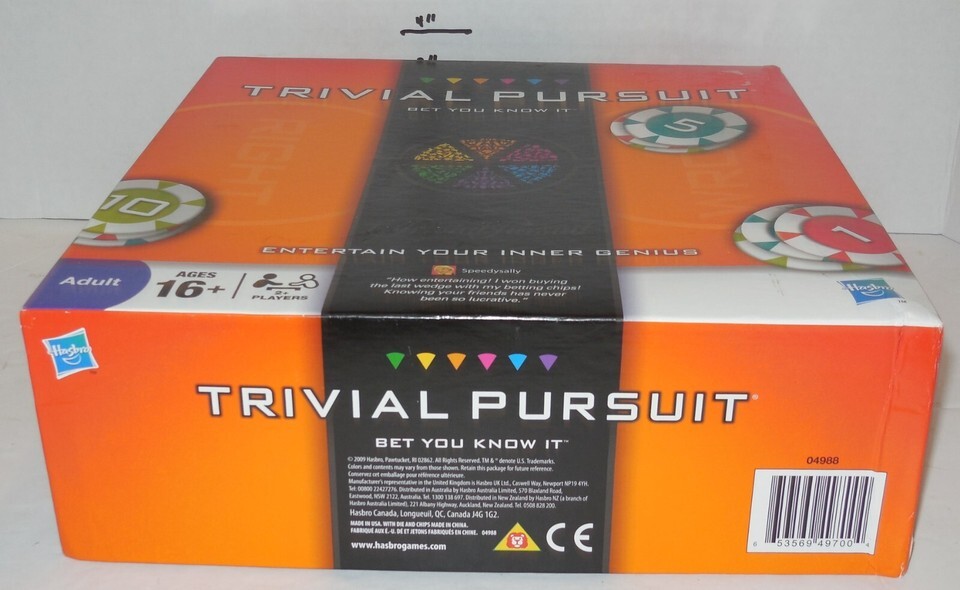 4"
TRIVIAL PURSUIT
BET YOU KNOW IT™
5
10
1
ENTERTAIN YOUR INNER GENIUS
Speedysally
"How entertaining! I won buying
the last wedge with my betting chips!
Knowing your friends has never
been so lucrative."
Adult
AGES
16+
2+
PLAYERS
Hasbro
Hasbro
TRIVIAL PURSUIT®
BET YOU KNOW IT™
© 2009 Hasbro, Pawtucket, RI 02862. All Rights Reserved. TM & ® denote U.S. Trademarks.
Colors and contents may vary from those shown. Retain this package for future reference.
Conservez cet emballage pour référence ultérieure.
Manufacturer's representative in the United Kingdom is Hasbro UK Ltd., Caswell Way, Newport NP19 4YH.
Tel: 00800 22427276. Distributed in Australia by Hasbro Australia Limited, 570 Blaxland Road,
Eastwood, NSW 2122, Australia. Tel. 1300 138 697. Distributed in New Zealand by Hasbro NZ (a branch of
Hasbro Australia Limited), 221 Albany Highway, Auckland, New Zealand. Tel. 0508 828 200.
Hasbro Canada, Longueuil, QC, Canada J4G 1G2.
MADE IN USA. WITH DIE AND CHIPS MADE IN CHINA.
FABRIQUÉ AUX É.-U. DÉ ET JETONS FABRIQUÉS EN CHINE. 04988
www.hasbrogames.com
CE
04988
6 53569 49700 4